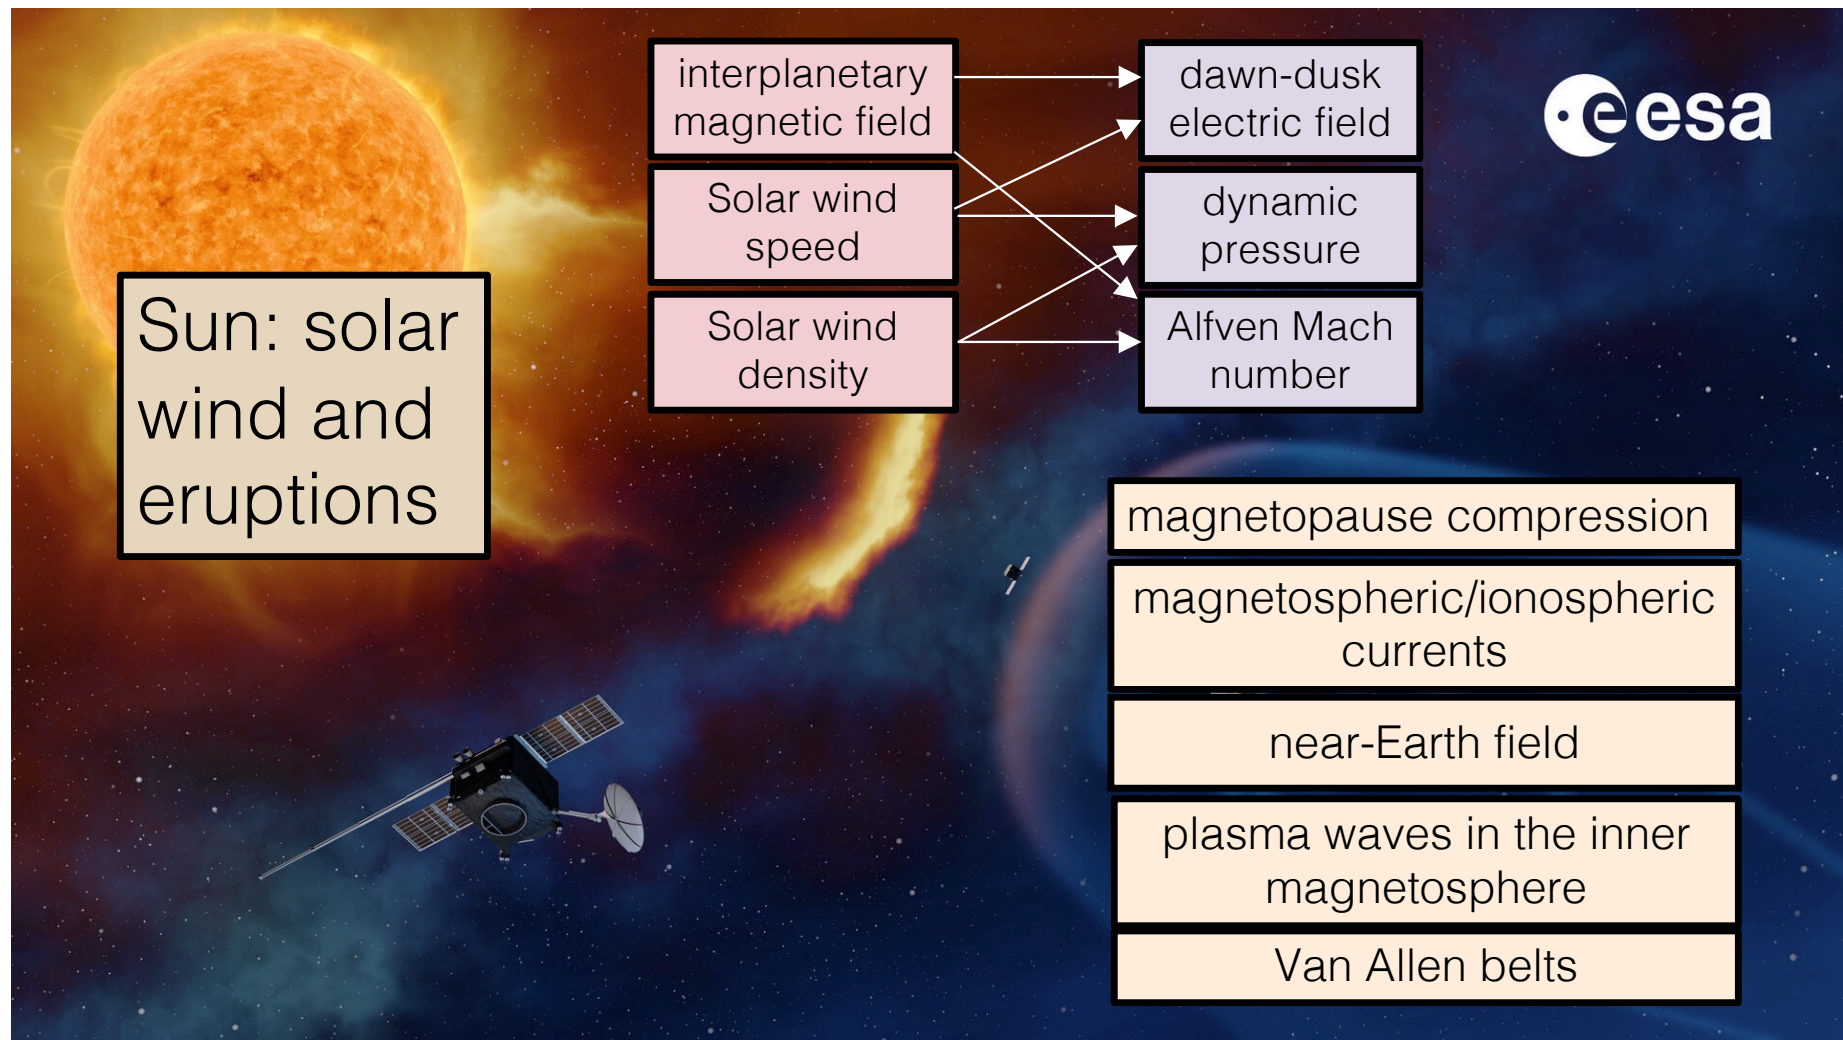 Sun: solar
wind and
eruptions
interplanetary
magnetic field
Solar wind
speed
Solar wind
density
dawn-dusk
electric field
dynamic
pressure
Alfven Mach
number
esa
magnetopause compression
magnetospheric/ionospheric
currents
near-Earth field
plasma waves in the inner
magnetosphere
Van Allen belts